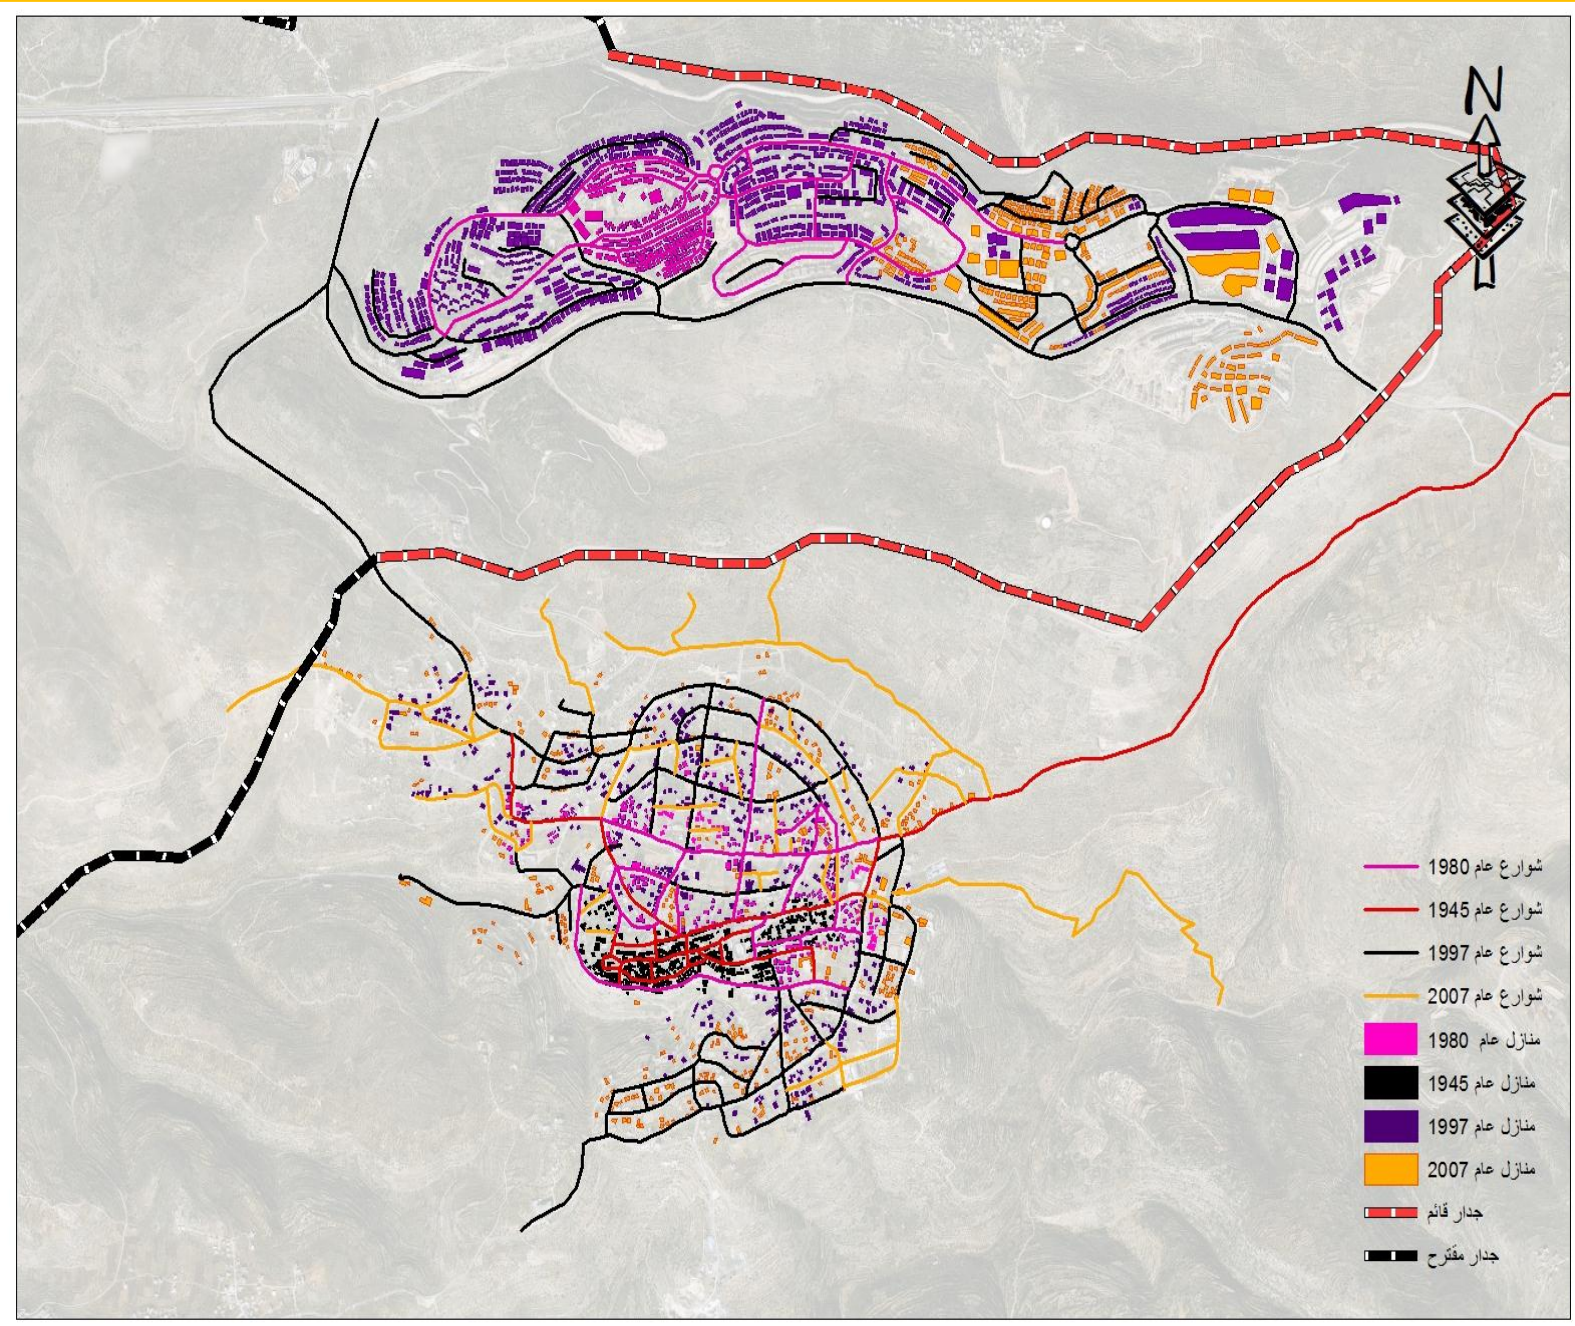 N
شوارع عام 1980
شوارع عام 1945
شوارع عام 1997
شوارع عام 2007
منازل عام 1980
منازل عام 1945
منازل عام 1997
منازل عام 2007
جدار قائم
جدار مقترح